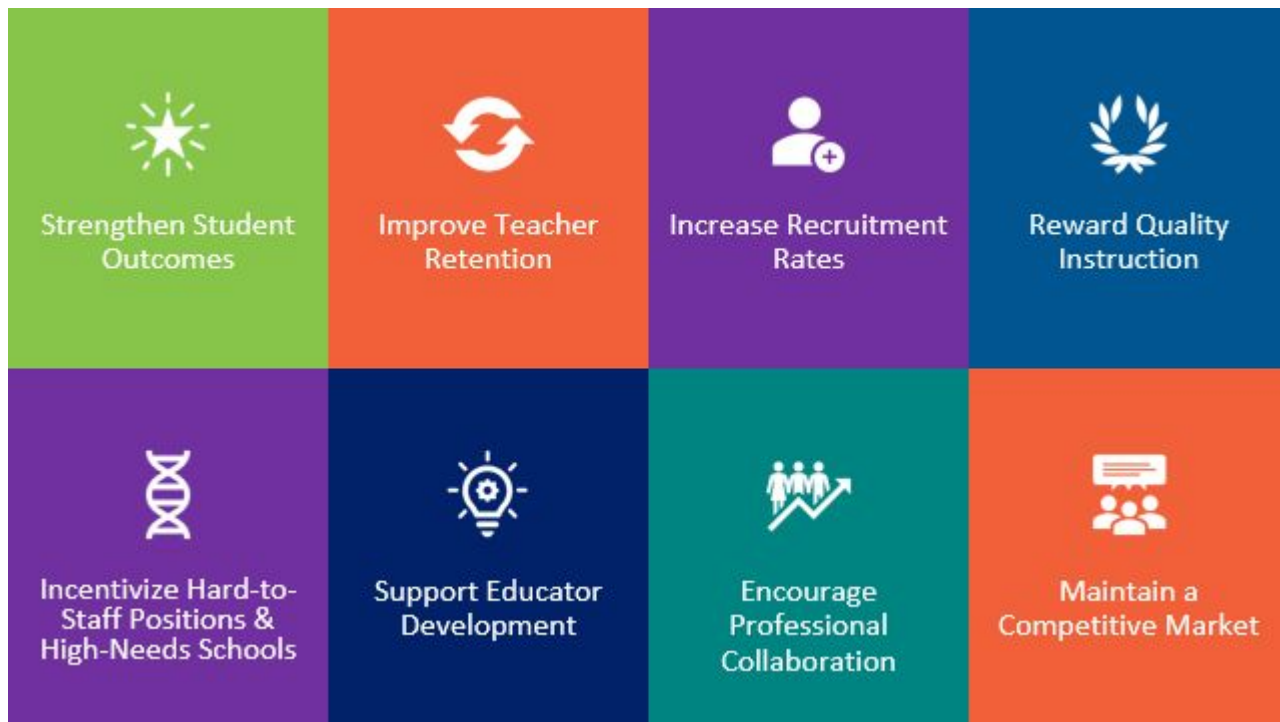 Strengthen Student
Outcomes
Improve Teacher
Retention
Increase Recruitment
Rates
Reward Quality
Instruction
Incentivize Hard-to-
Staff Positions &
High-Needs Schools
Support Educator
Development
Encourage
Professional
Collaboration
Maintain a
Competitive Market